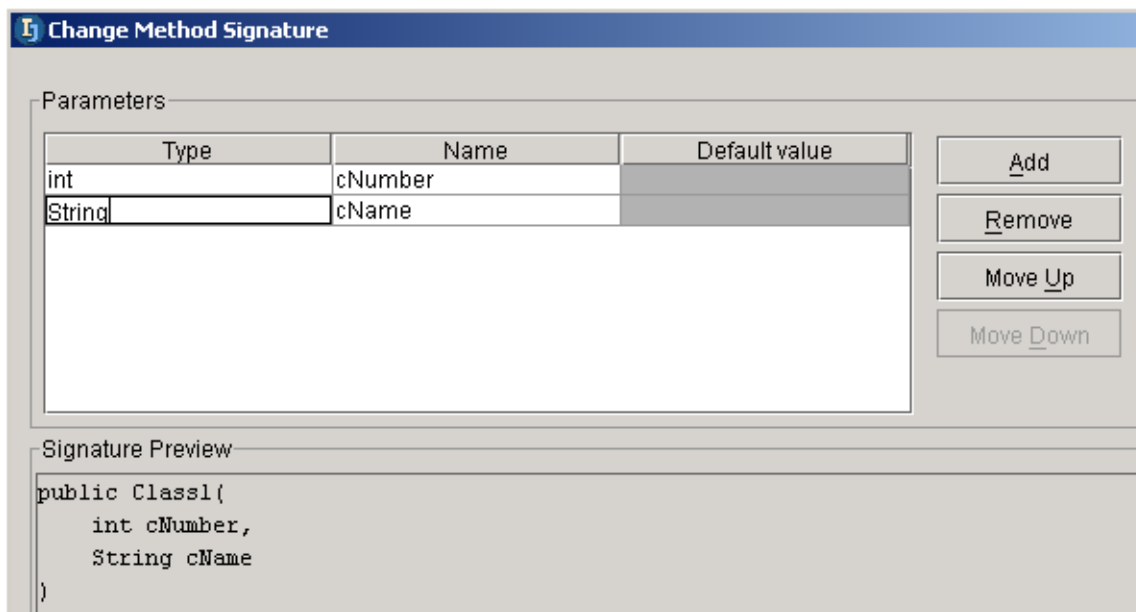 Change Method Signature
Parameters
Type Name Default value
int cNumber
String cName
Add
Remove
Move Up
Move Down
Signature Preview
public Class1(
int cNumber,
String cName
)